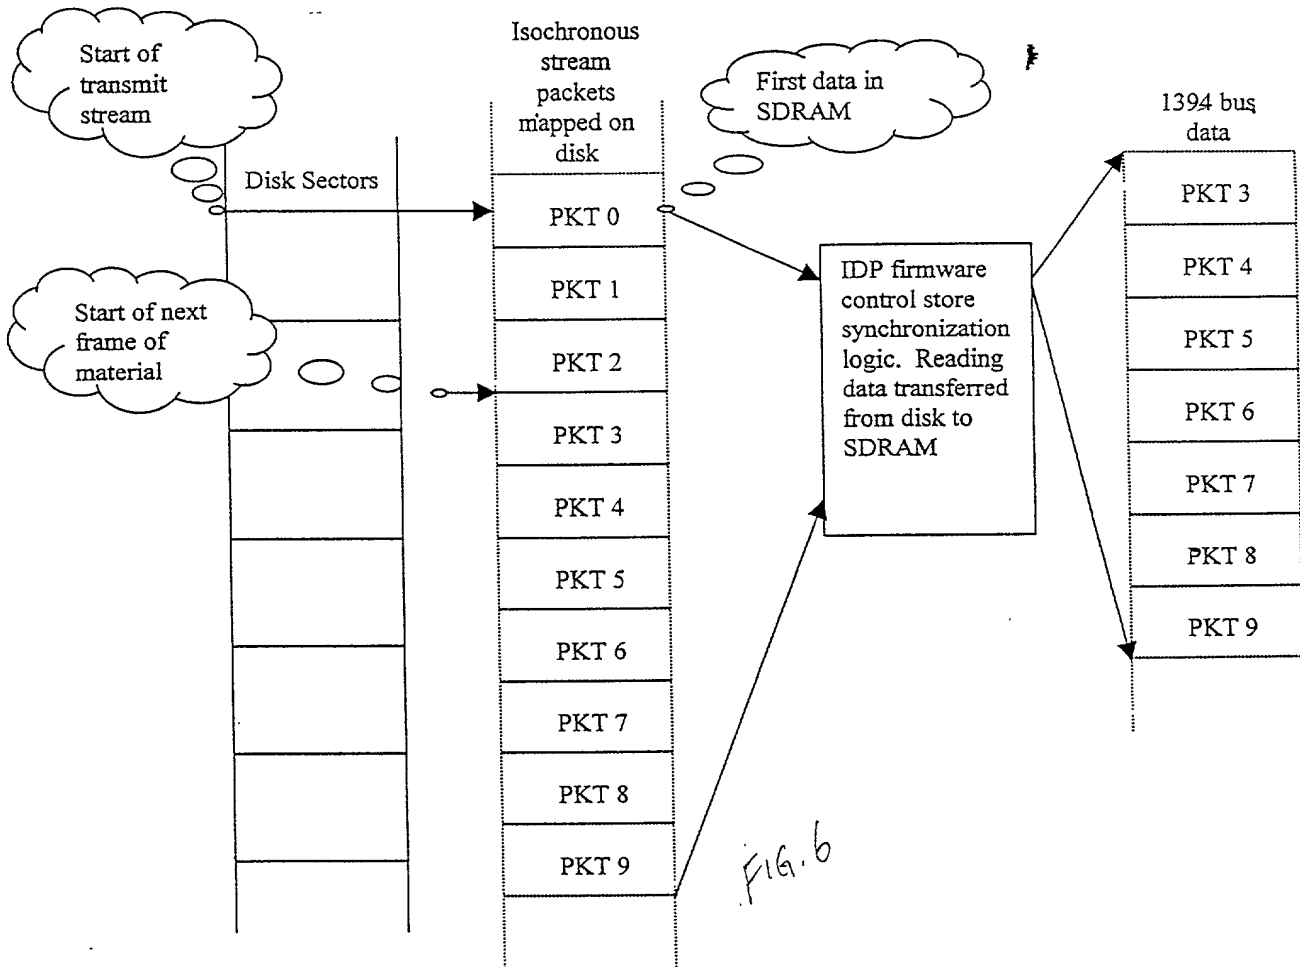 Start of
transmit
stream
Disk Sectors
Start of next
frame of
material
Isochronous
stream
packets
mapped on
disk
PKT 0
PKT 1
PKT 2
PKT 3
PKT 4
PKT 5
PKT 6
PKT 7
PKT 8
PKT 9
First data in
SDRAM
IDP firmware
control store
synchronization
logic. Reading
data transferred
from disk to
SDRAM
1394 bus
data
PKT 3
PKT 4
PKT 5
PKT 6
PKT 7
PKT 8
PKT 9
FIG. 6